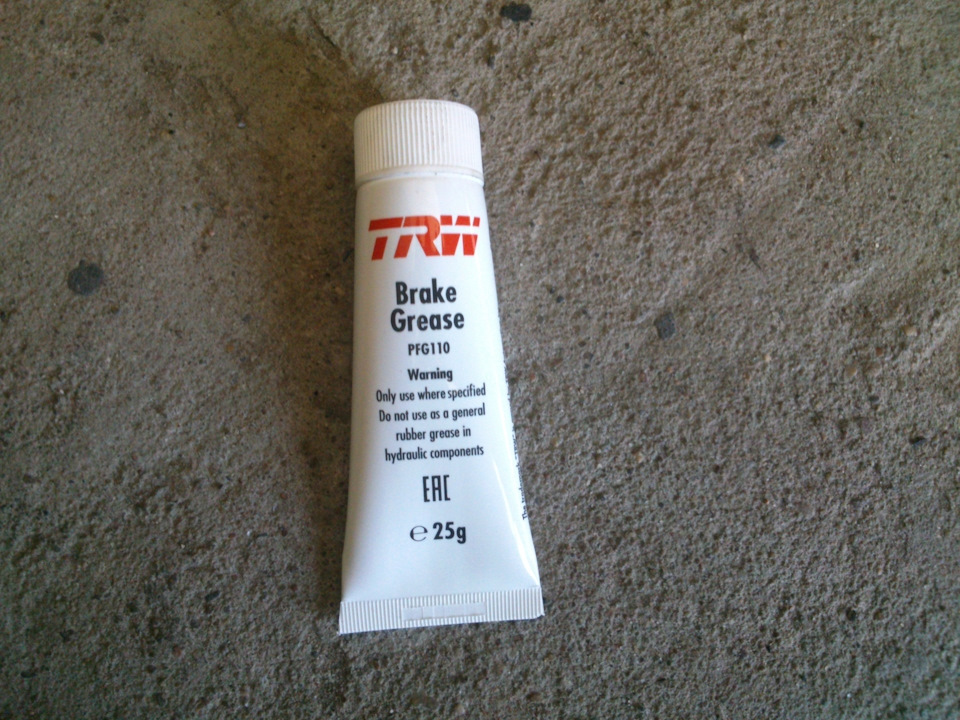 TRW
Brake
Grease
PFG110
Warning
Only use where specified
Do not use as a general
rubber grease in
hydraulic components
EAC
℮ 25g